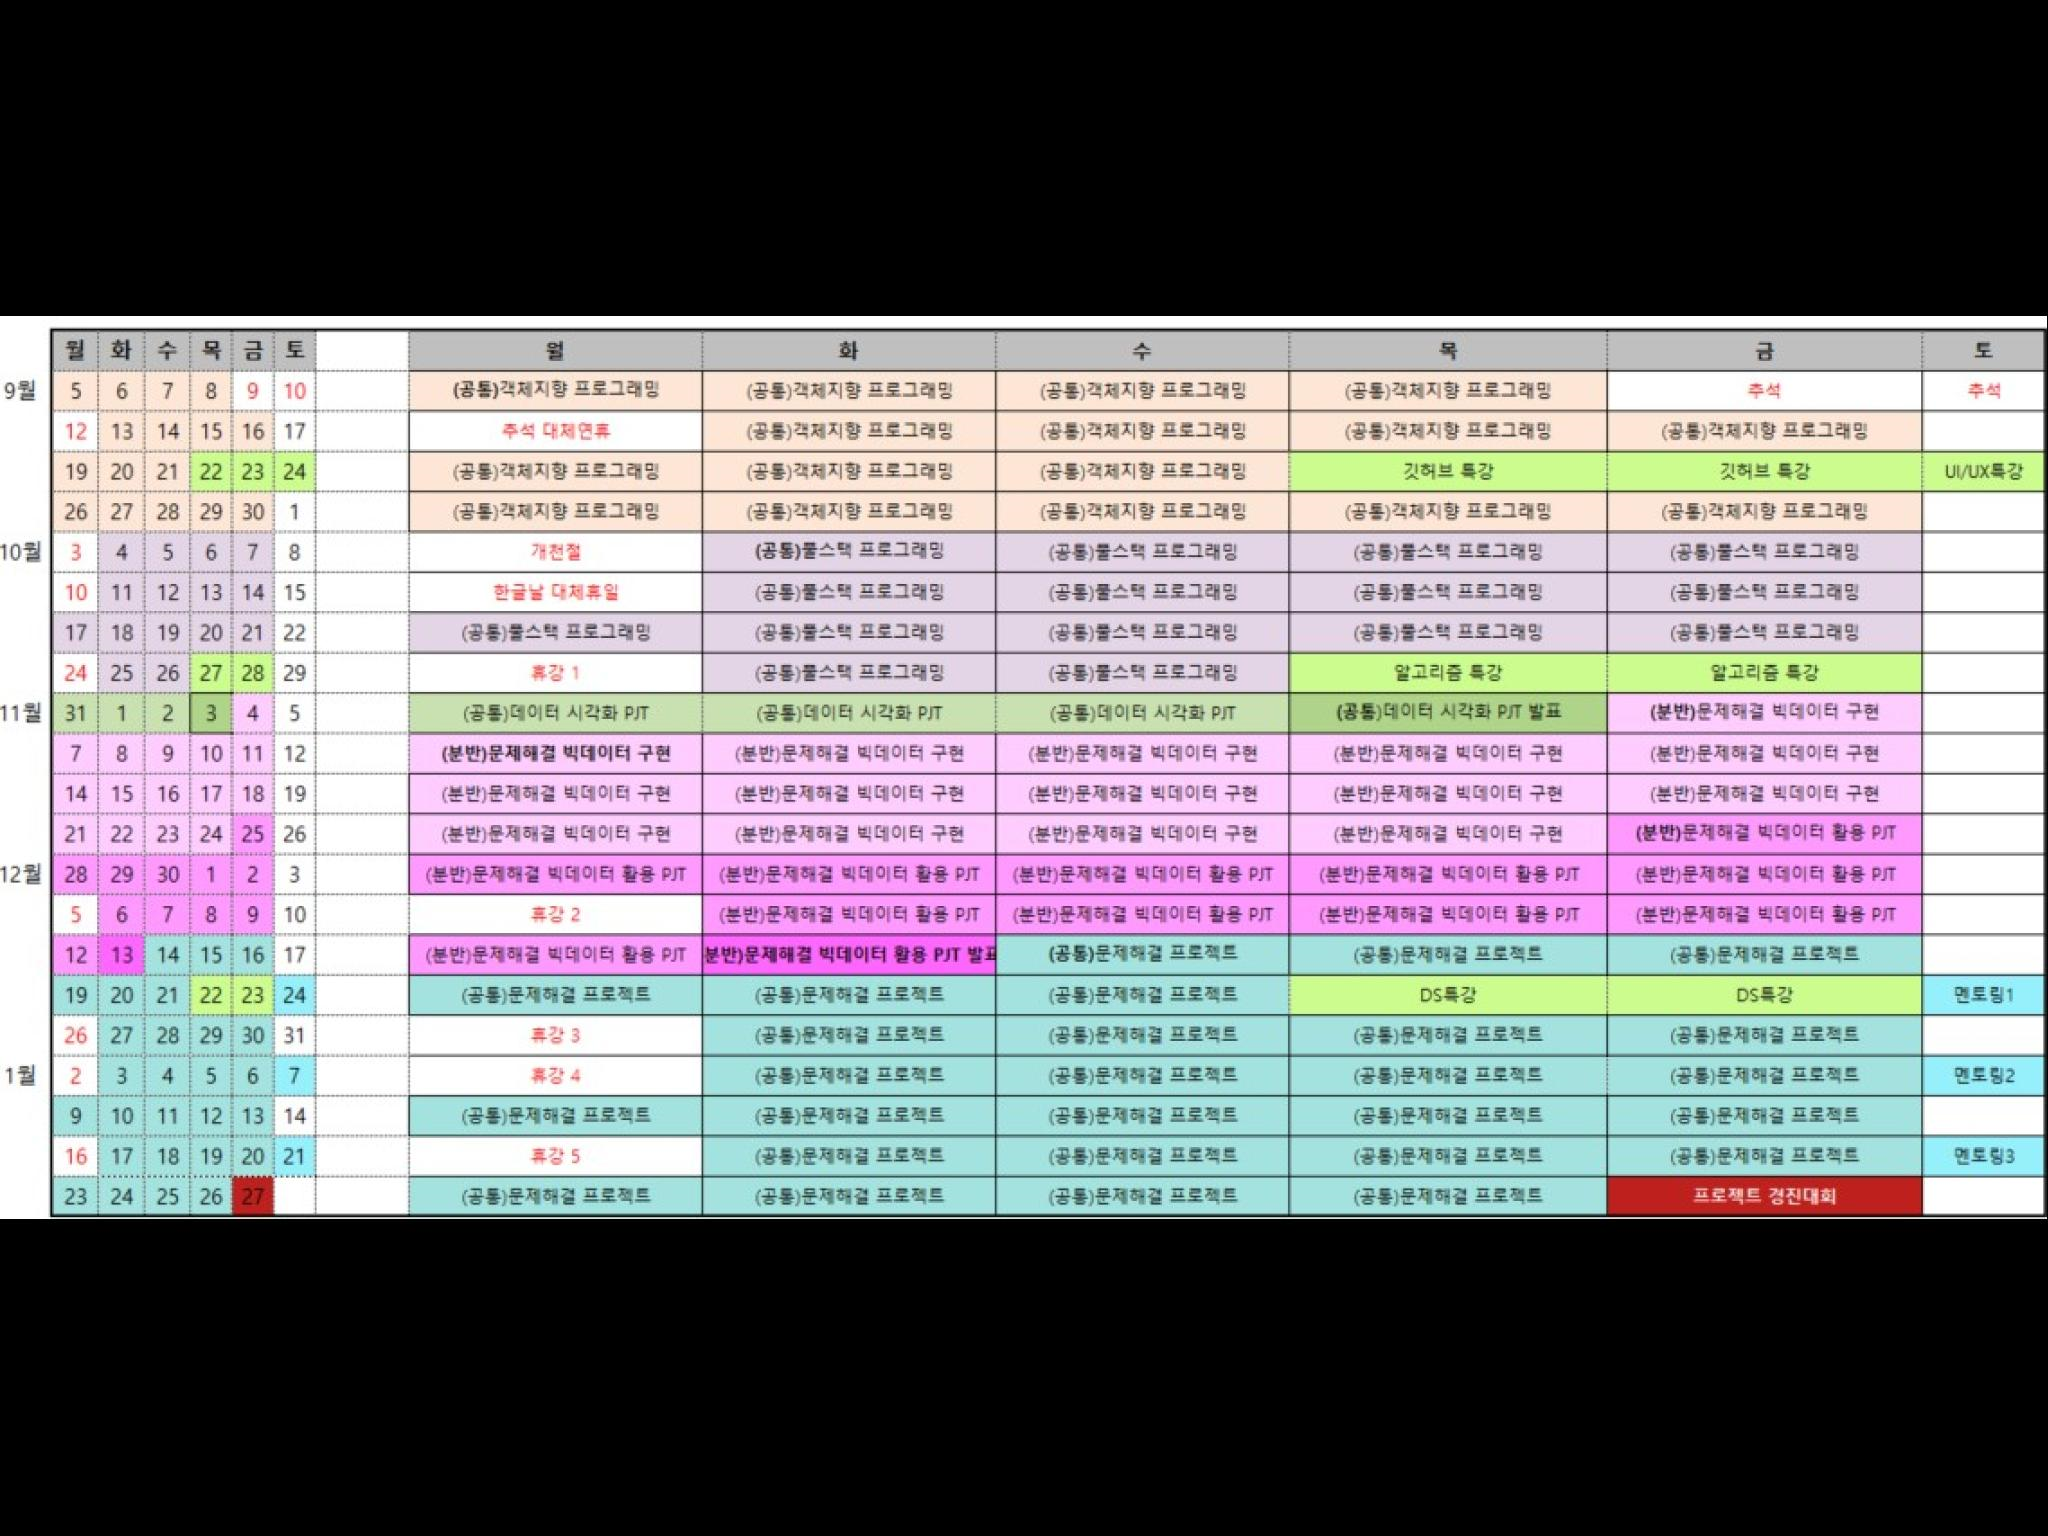 월 화 수 목 금 토 월 화 수 목 금 토
9월 5 6 7 8 9 10 (공통)객체지향 프로그래밍 (공통)객체지향 프로그래밍 (공통)객체지향 프로그래밍 (공통)객체지향 프로그래밍 추석 추석
12 13 14 15 16 17 추석 대체연휴 (공통)객체지향 프로그래밍 (공통)객체지향 프로그래밍 (공통)객체지향 프로그래밍 (공통)객체지향 프로그래밍
19 20 21 22 23 24 (공통)객체지향 프로그래밍 (공통)객체지향 프로그래밍 (공통)객체지향 프로그래밍 깃허브 특강 깃허브 특강 UI/UX특강
26 27 28 29 30 1 (공통)객체지향 프로그래밍 (공통)객체지향 프로그래밍 (공통)객체지향 프로그래밍 (공통)객체지향 프로그래밍 (공통)객체지향 프로그래밍
10월 3 4 5 6 7 8 개천절 (공통)풀스택 프로그래밍 (공통)풀스택 프로그래밍 (공통)풀스택 프로그래밍 (공통)풀스택 프로그래밍
10 11 12 13 14 15 한글날 대체휴일 (공통)풀스택 프로그래밍 (공통)풀스택 프로그래밍 (공통)풀스택 프로그래밍 (공통)풀스택 프로그래밍
17 18 19 20 21 22 (공통)풀스택 프로그래밍 (공통)풀스택 프로그래밍 (공통)풀스택 프로그래밍 (공통)풀스택 프로그래밍 (공통)풀스택 프로그래밍
24 25 26 27 28 29 휴강 1 (공통)풀스택 프로그래밍 (공통)풀스택 프로그래밍 알고리즘 특강 알고리즘 특강
11월 31 1 2 3 4 5 (공통)데이터 시각화 PJT (공통)데이터 시각화 PJT (공통)데이터 시각화 PJT (공통)데이터 시각화 PJT 발표 (분반)문제해결 빅데이터 구현
7 8 9 10 11 12 (분반)문제해결 빅데이터 구현 (분반)문제해결 빅데이터 구현 (분반)문제해결 빅데이터 구현 (분반)문제해결 빅데이터 구현 (분반)문제해결 빅데이터 구현
14 15 16 17 18 19 (분반)문제해결 빅데이터 구현 (분반)문제해결 빅데이터 구현 (분반)문제해결 빅데이터 구현 (분반)문제해결 빅데이터 구현 (분반)문제해결 빅데이터 구현
21 22 23 24 25 26 (분반)문제해결 빅데이터 구현 (분반)문제해결 빅데이터 구현 (분반)문제해결 빅데이터 구현 (분반)문제해결 빅데이터 구현 (분반)문제해결 빅데이터 활용 PJT
12월 28 29 30 1 2 3 (분반)문제해결 빅데이터 활용 PJT (분반)문제해결 빅데이터 활용 PJT (분반)문제해결 빅데이터 활용 PJT (분반)문제해결 빅데이터 활용 PJT (분반)문제해결 빅데이터 활용 PJT
5 6 7 8 9 10 휴강 2 (분반)문제해결 빅데이터 활용 PJT (분반)문제해결 빅데이터 활용 PJT (분반)문제해결 빅데이터 활용 PJT (분반)문제해결 빅데이터 활용 PJT
12 13 14 15 16 17 (분반)문제해결 빅데이터 활용 PJT 분반)문제해결 빅데이터 활용 PJT 발표 (공통)문제해결 프로젝트 (공통)문제해결 프로젝트 (공통)문제해결 프로젝트
19 20 21 22 23 24 (공통)문제해결 프로젝트 (공통)문제해결 프로젝트 (공통)문제해결 프로젝트 DS특강 DS특강 멘토링1
26 27 28 29 30 31 휴강 3 (공통)문제해결 프로젝트 (공통)문제해결 프로젝트 (공통)문제해결 프로젝트 (공통)문제해결 프로젝트
1월 2 3 4 5 6 7 휴강 4 (공통)문제해결 프로젝트 (공통)문제해결 프로젝트 (공통)문제해결 프로젝트 (공통)문제해결 프로젝트 멘토링2
9 10 11 12 13 14 (공통)문제해결 프로젝트 (공통)문제해결 프로젝트 (공통)문제해결 프로젝트 (공통)문제해결 프로젝트 (공통)문제해결 프로젝트
16 17 18 19 20 21 휴강 5 (공통)문제해결 프로젝트 (공통)문제해결 프로젝트 (공통)문제해결 프로젝트 (공통)문제해결 프로젝트 멘토링3
23 24 25 26 27 (공통)문제해결 프로젝트 (공통)문제해결 프로젝트 (공통)문제해결 프로젝트 (공통)문제해결 프로젝트 프로젝트 경진대회